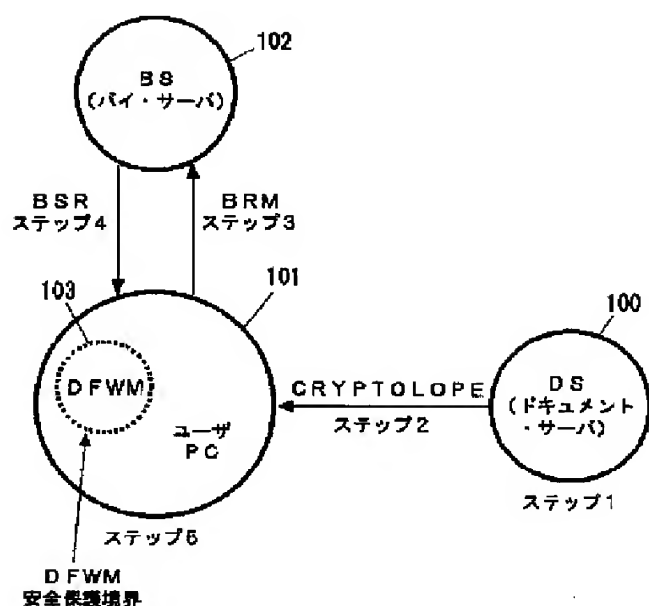 102
BS
(バイ・サーバ)
BSR
ステップ4
BRM
ステップ3
103
101
100
DFWM
ユーザ
PC
CRYPTOLOPE
ステップ2
DS
(ドキュメント
・サーバ)
ステップ1
ステップ5
DFWM
安全保護境界